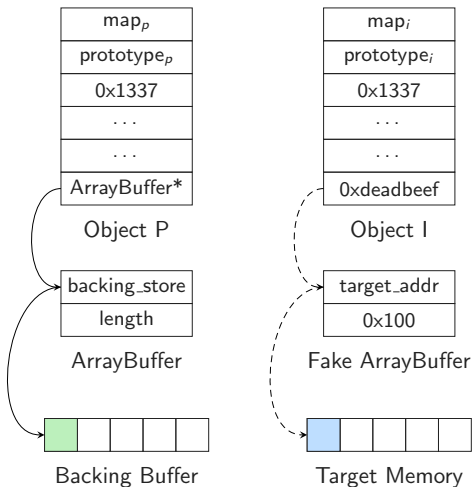 map_p
prototype_p
0x1337
...
...
ArrayBuffer*
Object P
backing_store
length
ArrayBuffer
Backing Buffer
map_i
prototype_i
0x1337
...
...
0xdeadbeef
Object I
target_addr
0x100
Fake ArrayBuffer
Target Memory